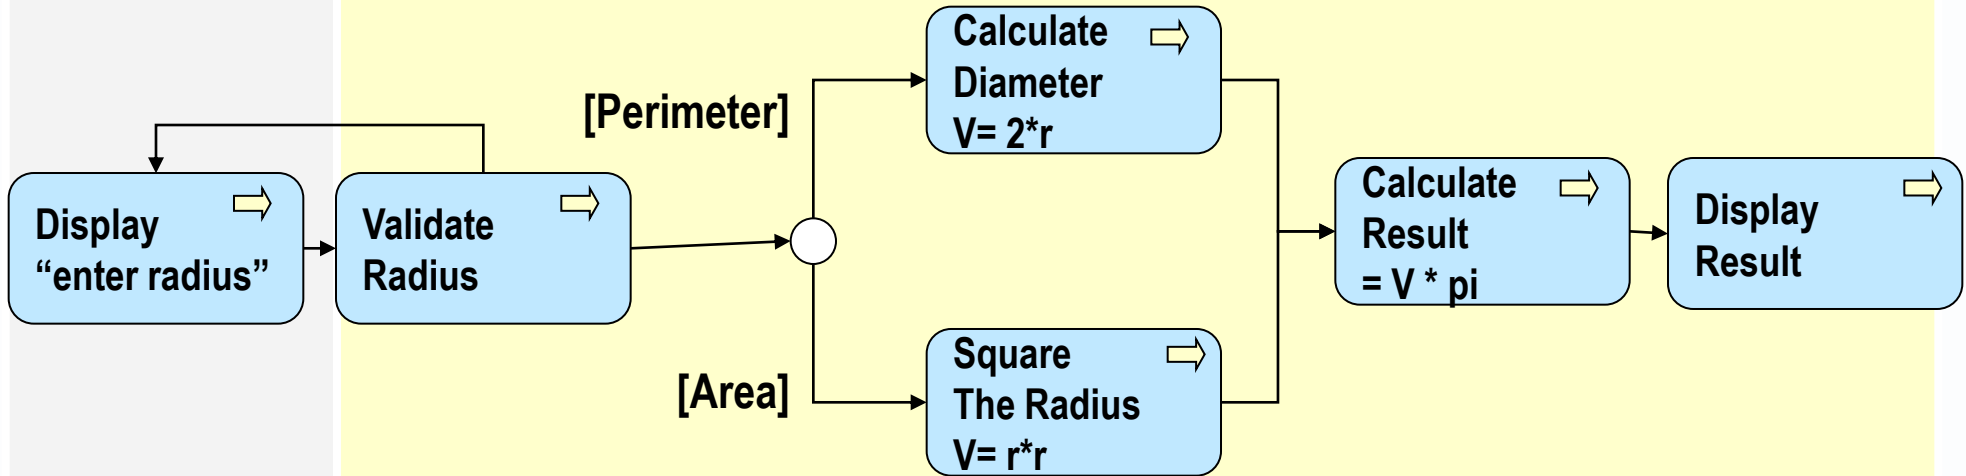 Display
“enter radius”
Validate
Radius
[Perimeter]
[Area]
Calculate
Diameter
V= 2*r
Square
The Radius
V= r*r
Calculate
Result
= V * pi
Display
Result